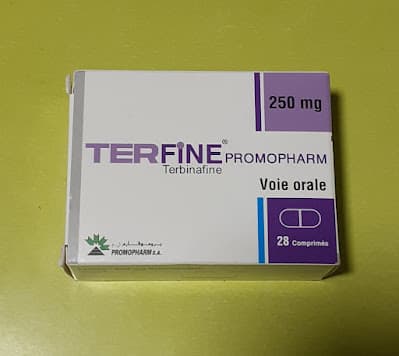 250 mg
TERFiNE® PROMOPHARM
Terbinafine
Voie orale
28 Comprimés
PROMOPHARM S.A.